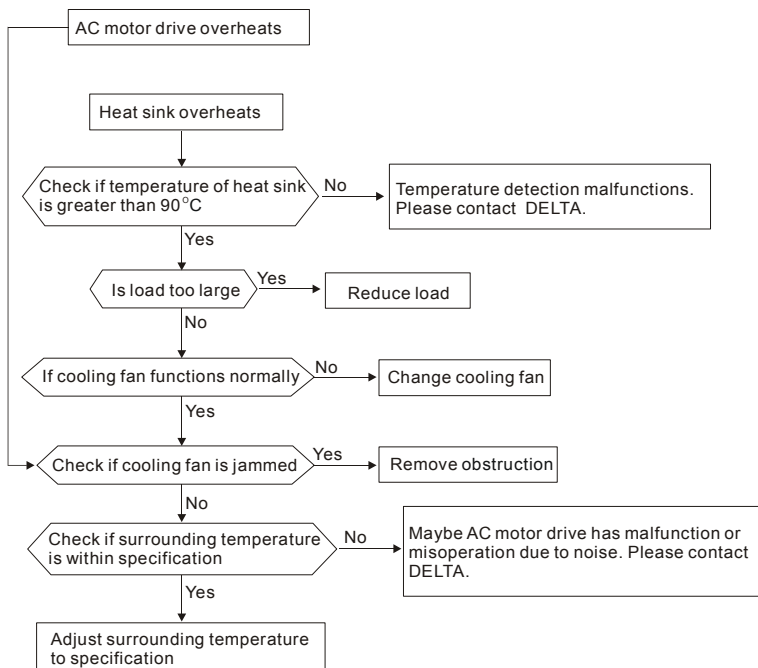 AC motor drive overheats
Heat sink overheats
Check if temperature of heat sink
is greater than 90°C
No
Temperature detection malfunctions.
Please contact DELTA.
Yes
Is load too large
Yes
Reduce load
No
If cooling fan functions normally
No
Change cooling fan
Yes
Check if cooling fan is jammed
Yes
Remove obstruction
No
Check if surrounding temperature
is within specification
No
Maybe AC motor drive has malfunction or
misoperation due to noise. Please contact
DELTA.
Yes
Adjust surrounding temperature
to specification